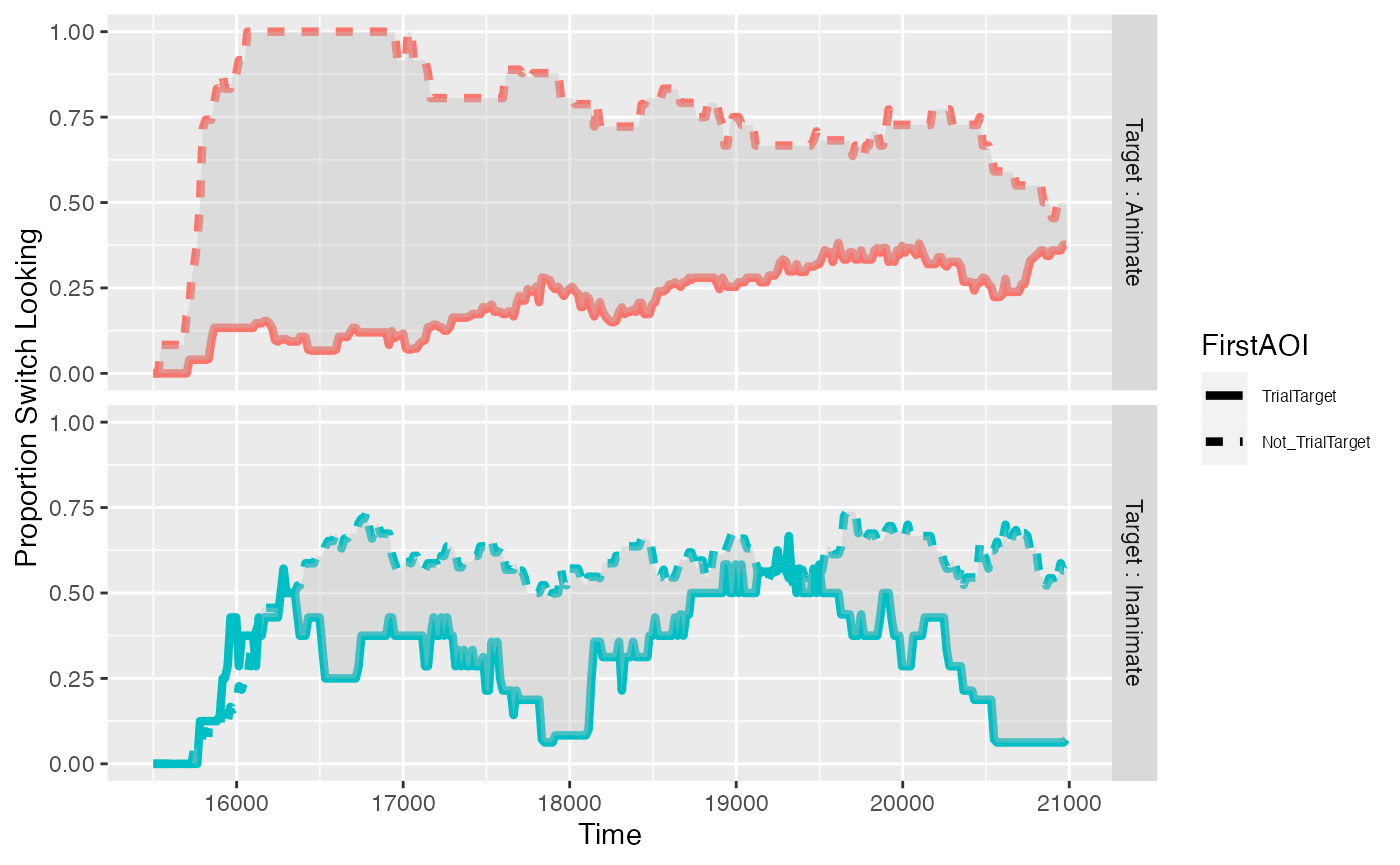 Proportion Switch Looking
1.00
0.75
0.50
0.25
0.00
Target : Animate
1.00
0.75
0.50
0.25
0.00
Target : Inanimate
16000 17000 18000 19000 20000 21000
Time
FirstAOI
TrialTarget
Not_TrialTarget